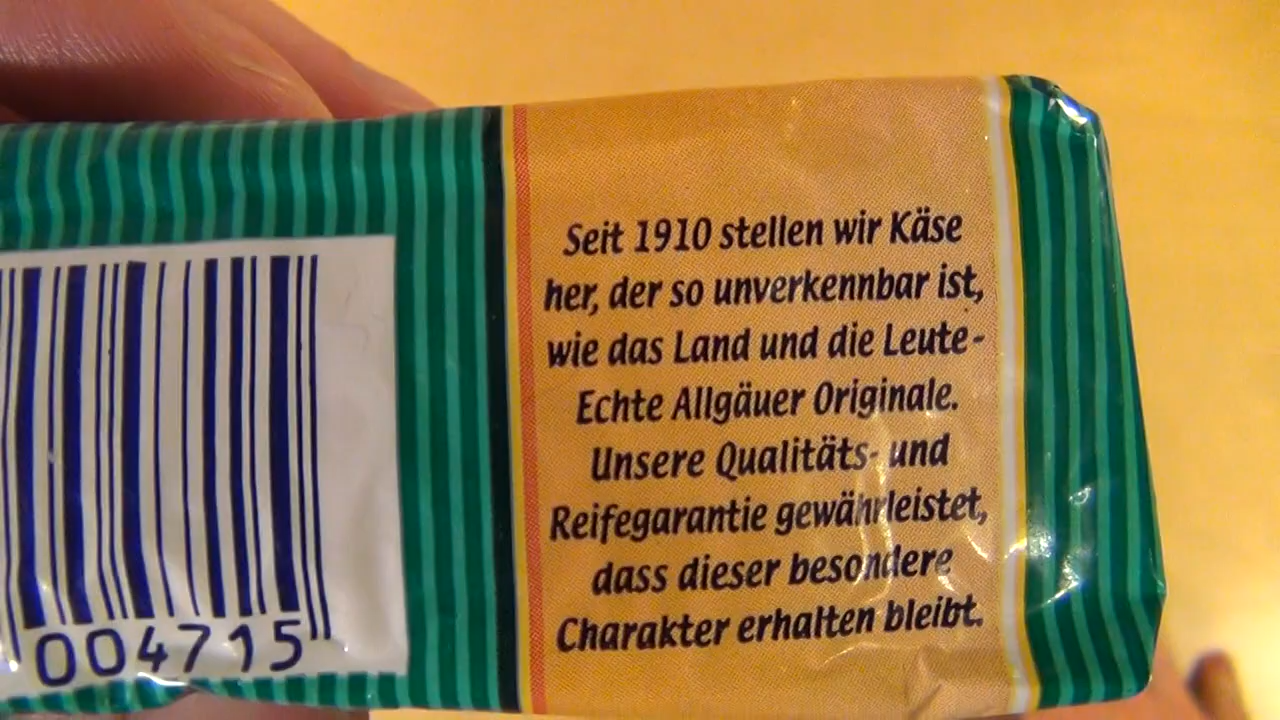 Seit 1910 stellen wir Käse
her, der so unverkennbar ist,
wie das Land und die Leute -
Echte Allgäuer Originale.
Unsere Qualitäts- und
Reifegarantie gewährleistet,
dass dieser besondere
Charakter erhalten bleibt.
004715